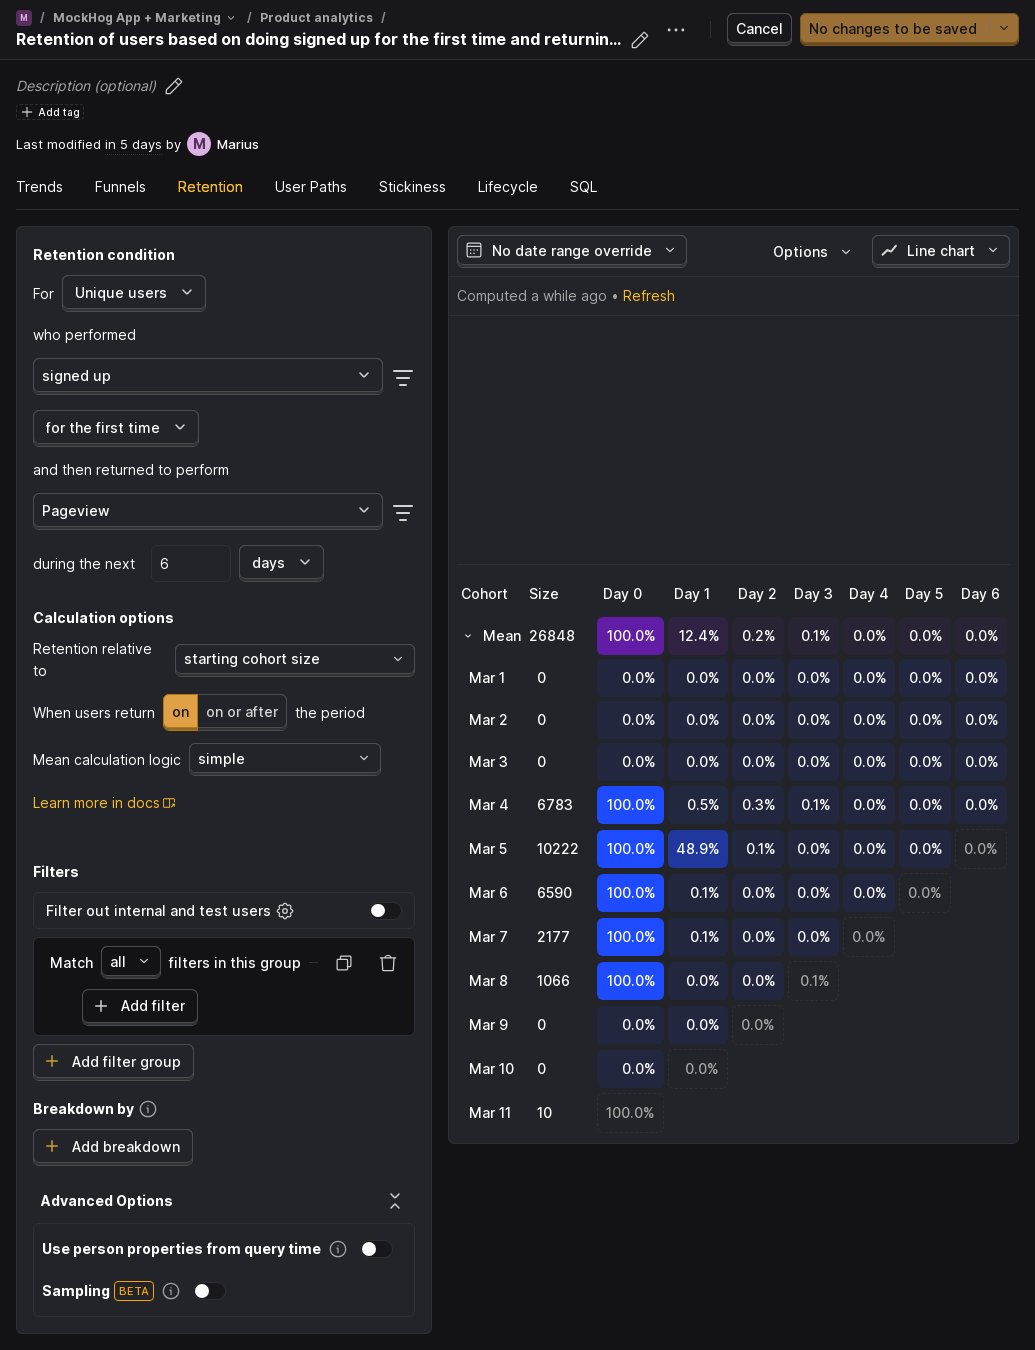 M / MockHog App + Marketing / Product analytics /
Retention of users based on doing signed up for the first time and returnin...
Cancel
No changes to be saved
Description (optional)
Add tag
Last modified in 5 days by M Marius
Trends Funnels Retention User Paths Stickiness Lifecycle SQL
Retention condition
For Unique users
who performed
signed up
for the first time
and then returned to perform
Pageview
during the next 6 days
Calculation options
Retention relative
to
starting cohort size
When users return on on or after the period
Mean calculation logic simple
Learn more in docs
Filters
Filter out internal and test users
Match all filters in this group
Add filter
Add filter group
Breakdown by
Add breakdown
Advanced Options
Use person properties from query time
Sampling BETA
No date range override Options Line chart
Computed a while ago • Refresh
Cohort Size Day 0 Day 1 Day 2 Day 3 Day 4 Day 5 Day 6
Mean 26848 100.0% 12.4% 0.2% 0.1% 0.0% 0.0% 0.0%
Mar 1 0 0.0% 0.0% 0.0% 0.0% 0.0% 0.0% 0.0%
Mar 2 0 0.0% 0.0% 0.0% 0.0% 0.0% 0.0% 0.0%
Mar 3 0 0.0% 0.0% 0.0% 0.0% 0.0% 0.0% 0.0%
Mar 4 6783 100.0% 0.5% 0.3% 0.1% 0.0% 0.0% 0.0%
Mar 5 10222 100.0% 48.9% 0.1% 0.0% 0.0% 0.0% 0.0%
Mar 6 6590 100.0% 0.1% 0.0% 0.0% 0.0% 0.0%
Mar 7 2177 100.0% 0.1% 0.0% 0.0% 0.0%
Mar 8 1066 100.0% 0.0% 0.0% 0.1%
Mar 9 0 0.0% 0.0% 0.0%
Mar 10 0 0.0% 0.0%
Mar 11 10 100.0%